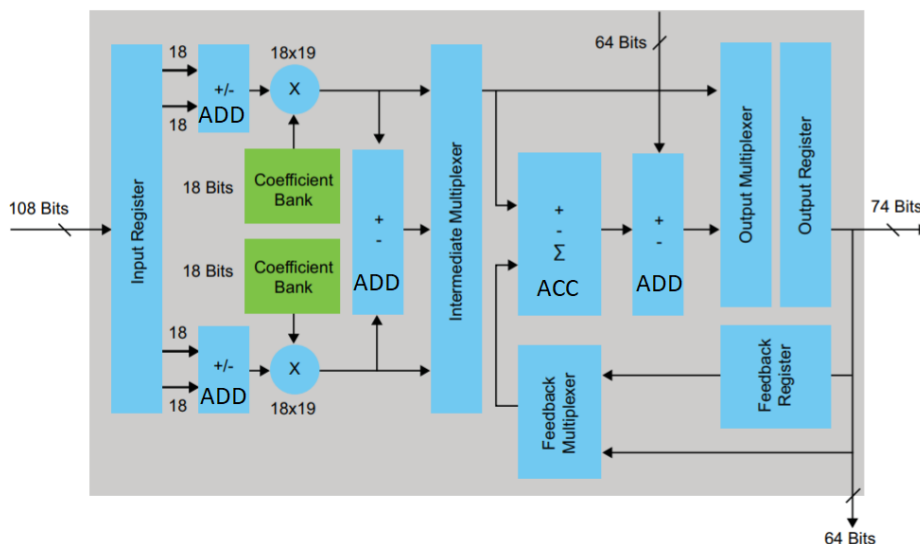 64 Bits
18
18x19
+/-
ADD
X
18
18 Bits
Coefficient
Bank
108 Bits
Input Register
18 Bits
Coefficient
Bank
+
-
ADD
Intermediate Multiplexer
+
-
Σ
ACC
+
-
ADD
Output Multiplexer
Output Register
74 Bits
18
+/-
ADD
X
18
18x19
Feedback
Multiplexer
Feedback
Register
64 Bits